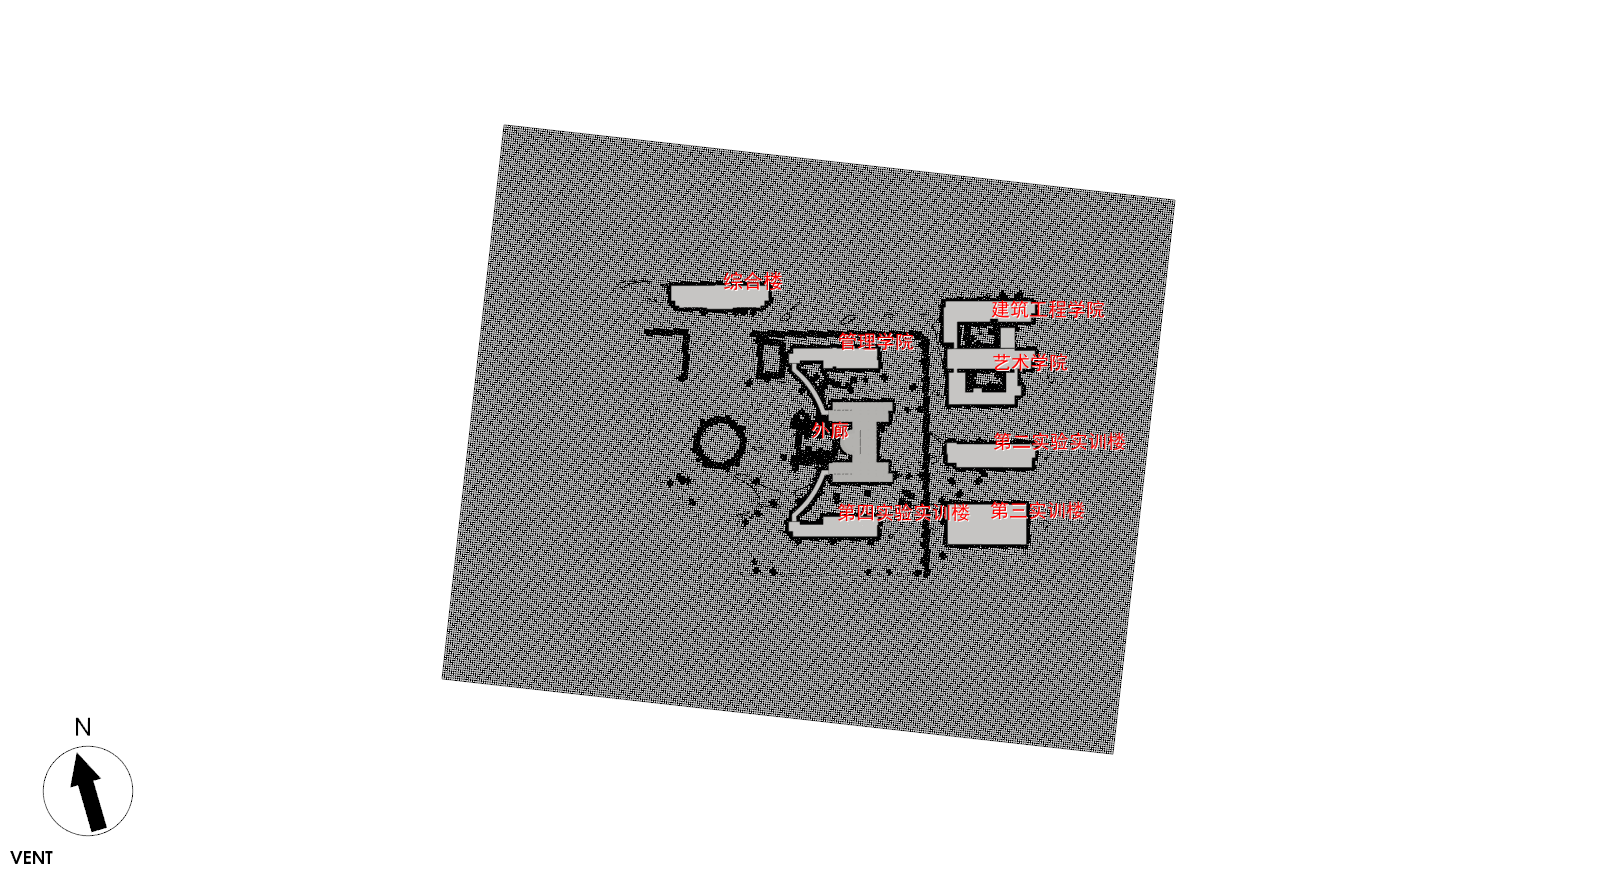 综合楼
建筑工程学院
管理学院
艺术学院
外廊
第二实验实训楼
第四实验实训楼
第三实训楼
N
VENT